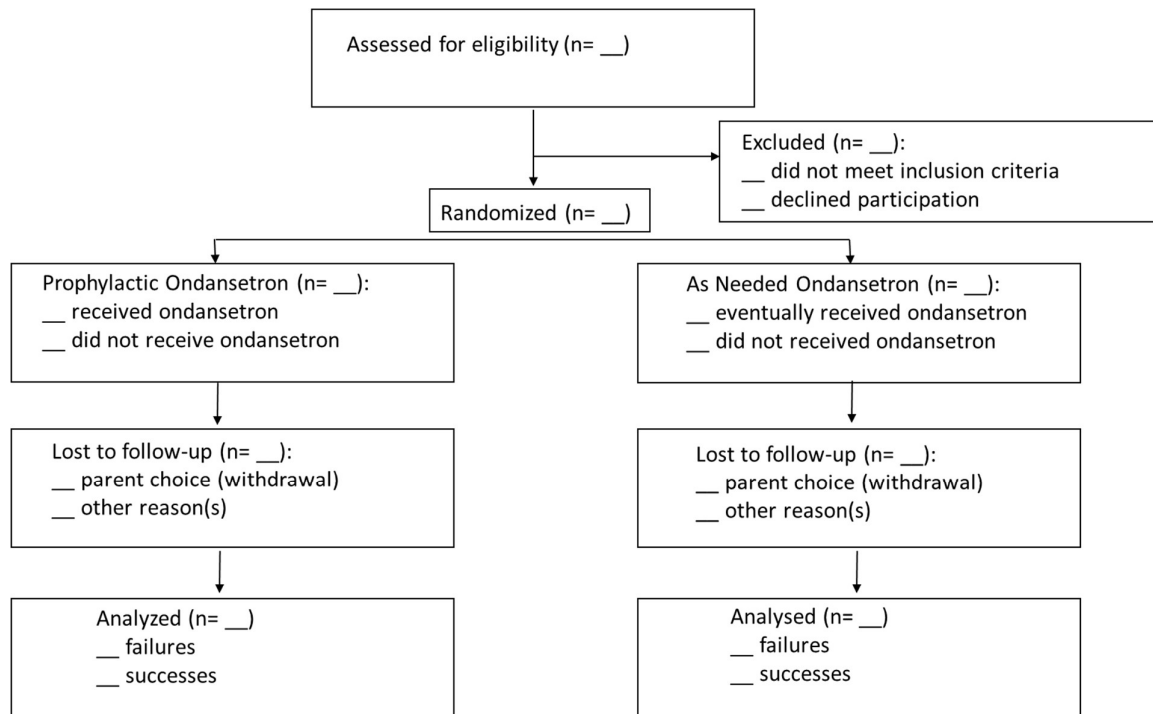 Assessed for eligibility (n= __)
Excluded (n= __):
__ did not meet inclusion criteria
__ declined participation
Randomized (n= __)
Prophylactic Ondansetron (n= __):
__ received ondansetron
__ did not receive ondansetron
As Needed Ondansetron (n= __):
__ eventually received ondansetron
__ did not received ondansetron
Lost to follow-up (n= __):
__ parent choice (withdrawal)
__ other reason(s)
Lost to follow-up (n= __):
__ parent choice (withdrawal)
__ other reason(s)
Analyzed (n= __)
__ failures
__ successes
Analysed (n= __)
__ failures
__ successes